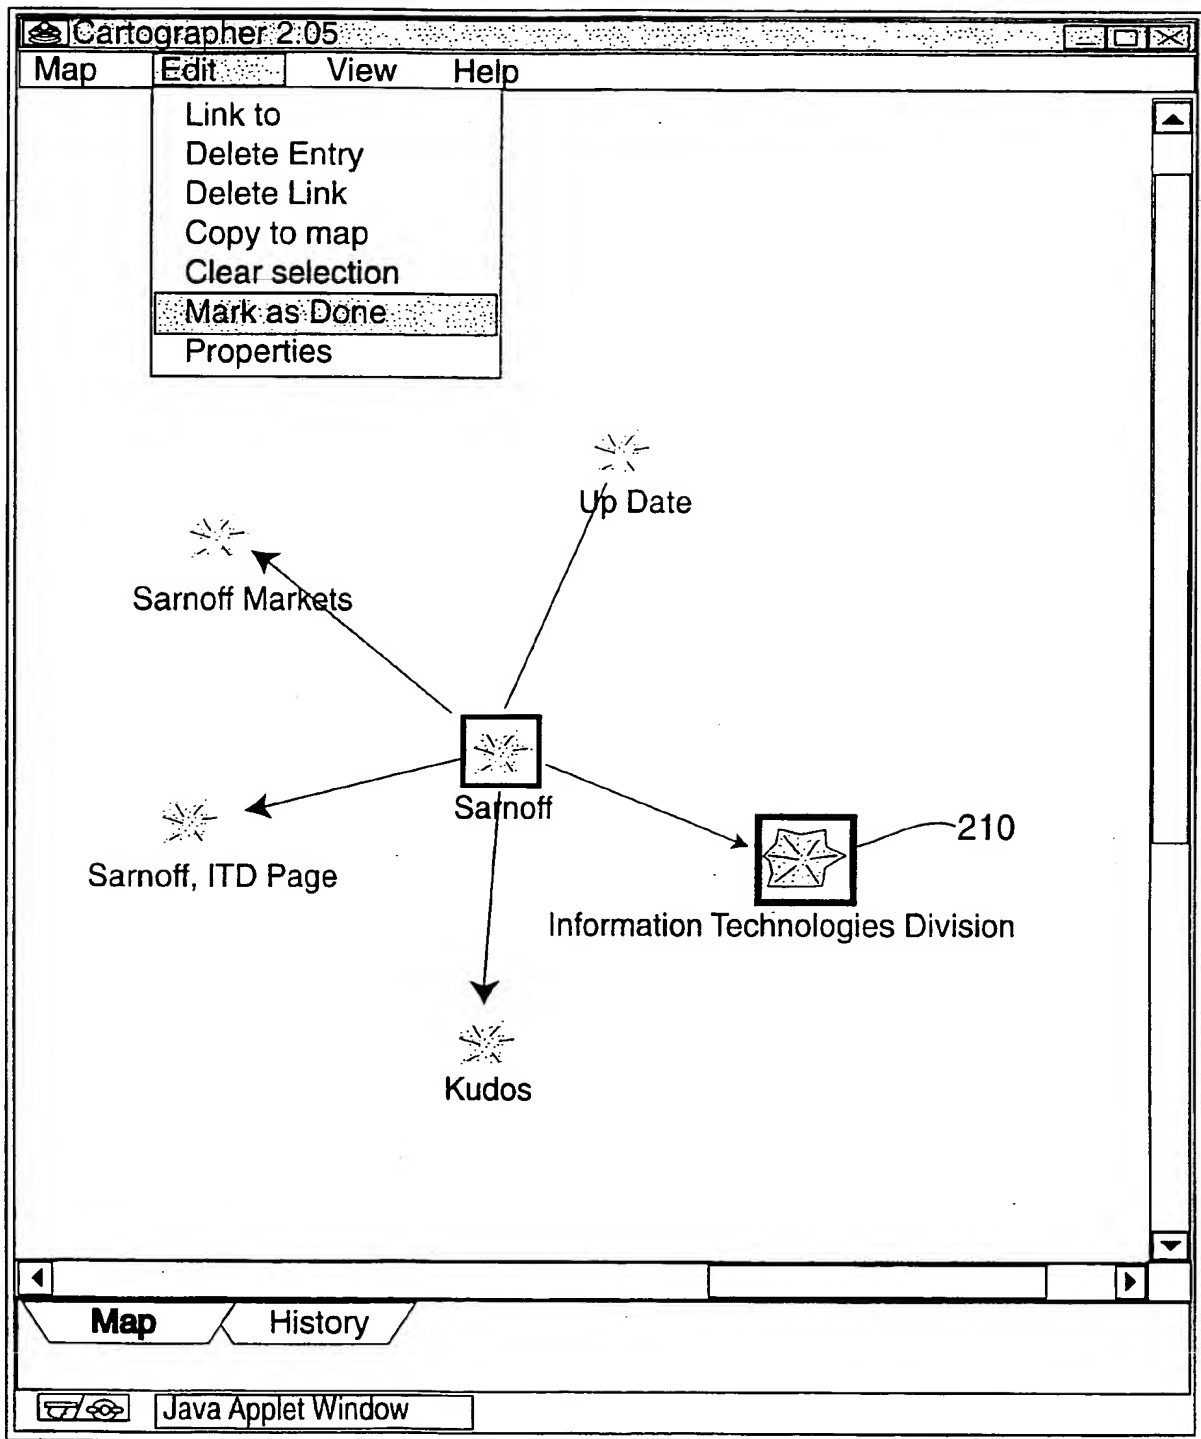 Cartographer 2.05
Map Edit View Help
Link to
Delete Entry
Delete Link
Copy to map
Clear selection
Mark as Done
Properties
Up Date
Sarnoff Markets
Sarnoff
210
Sarnoff, ITD Page
Information Technologies Division
Kudos
Map History
Java Applet Window